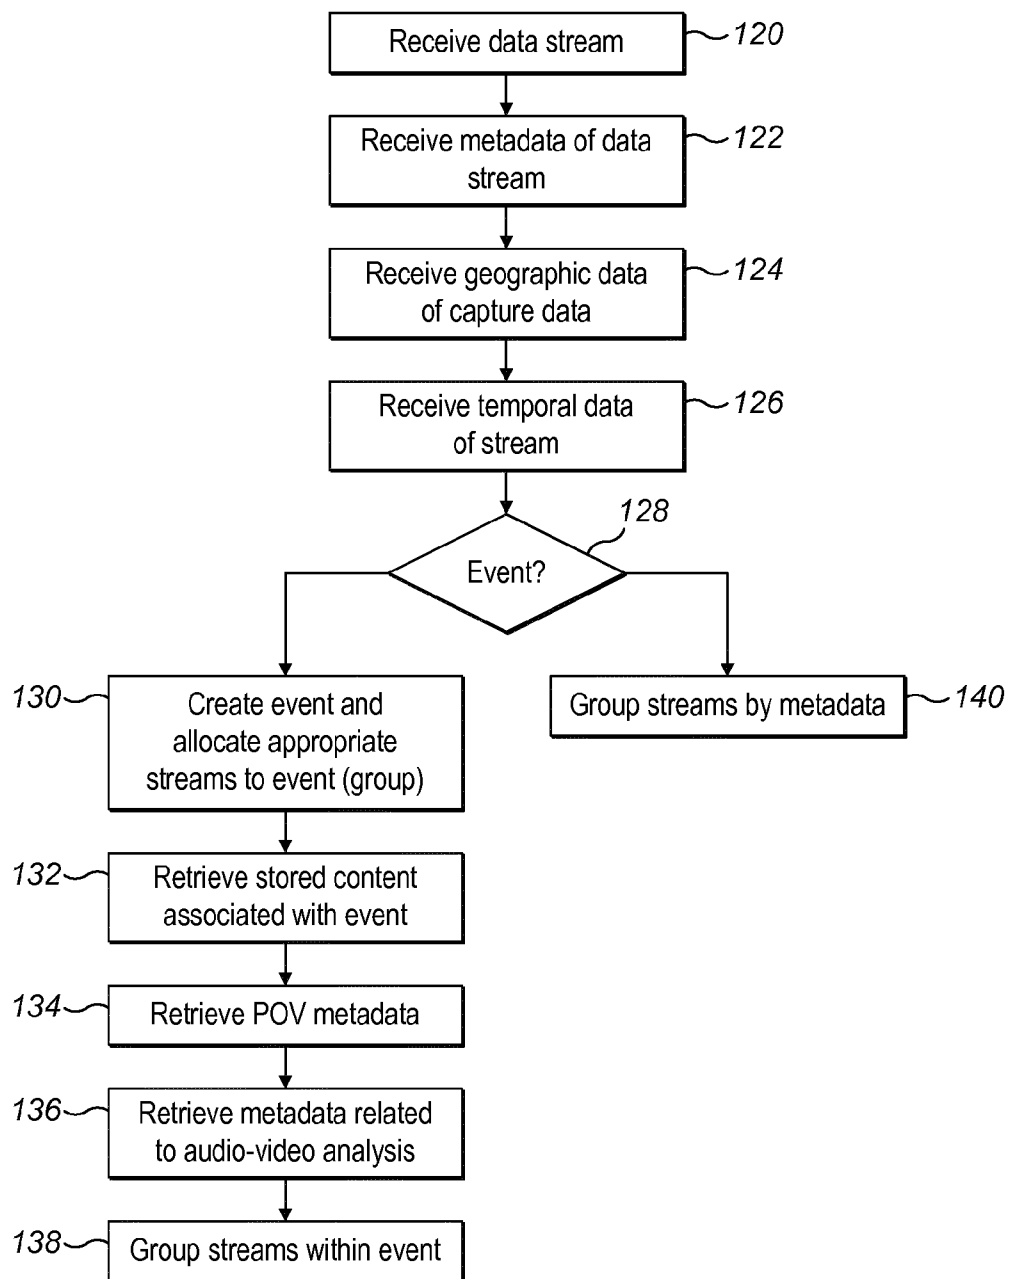 Receive data stream
120
Receive metadata of data
stream
122
Receive geographic data
of capture data
124
Receive temporal data
of stream
126
128
Event?
130
Create event and
allocate appropriate
streams to event (group)
Group streams by metadata
140
132
Retrieve stored content
associated with event
134
Retrieve POV metadata
136
Retrieve metadata related
to audio-video analysis
138
Group streams within event